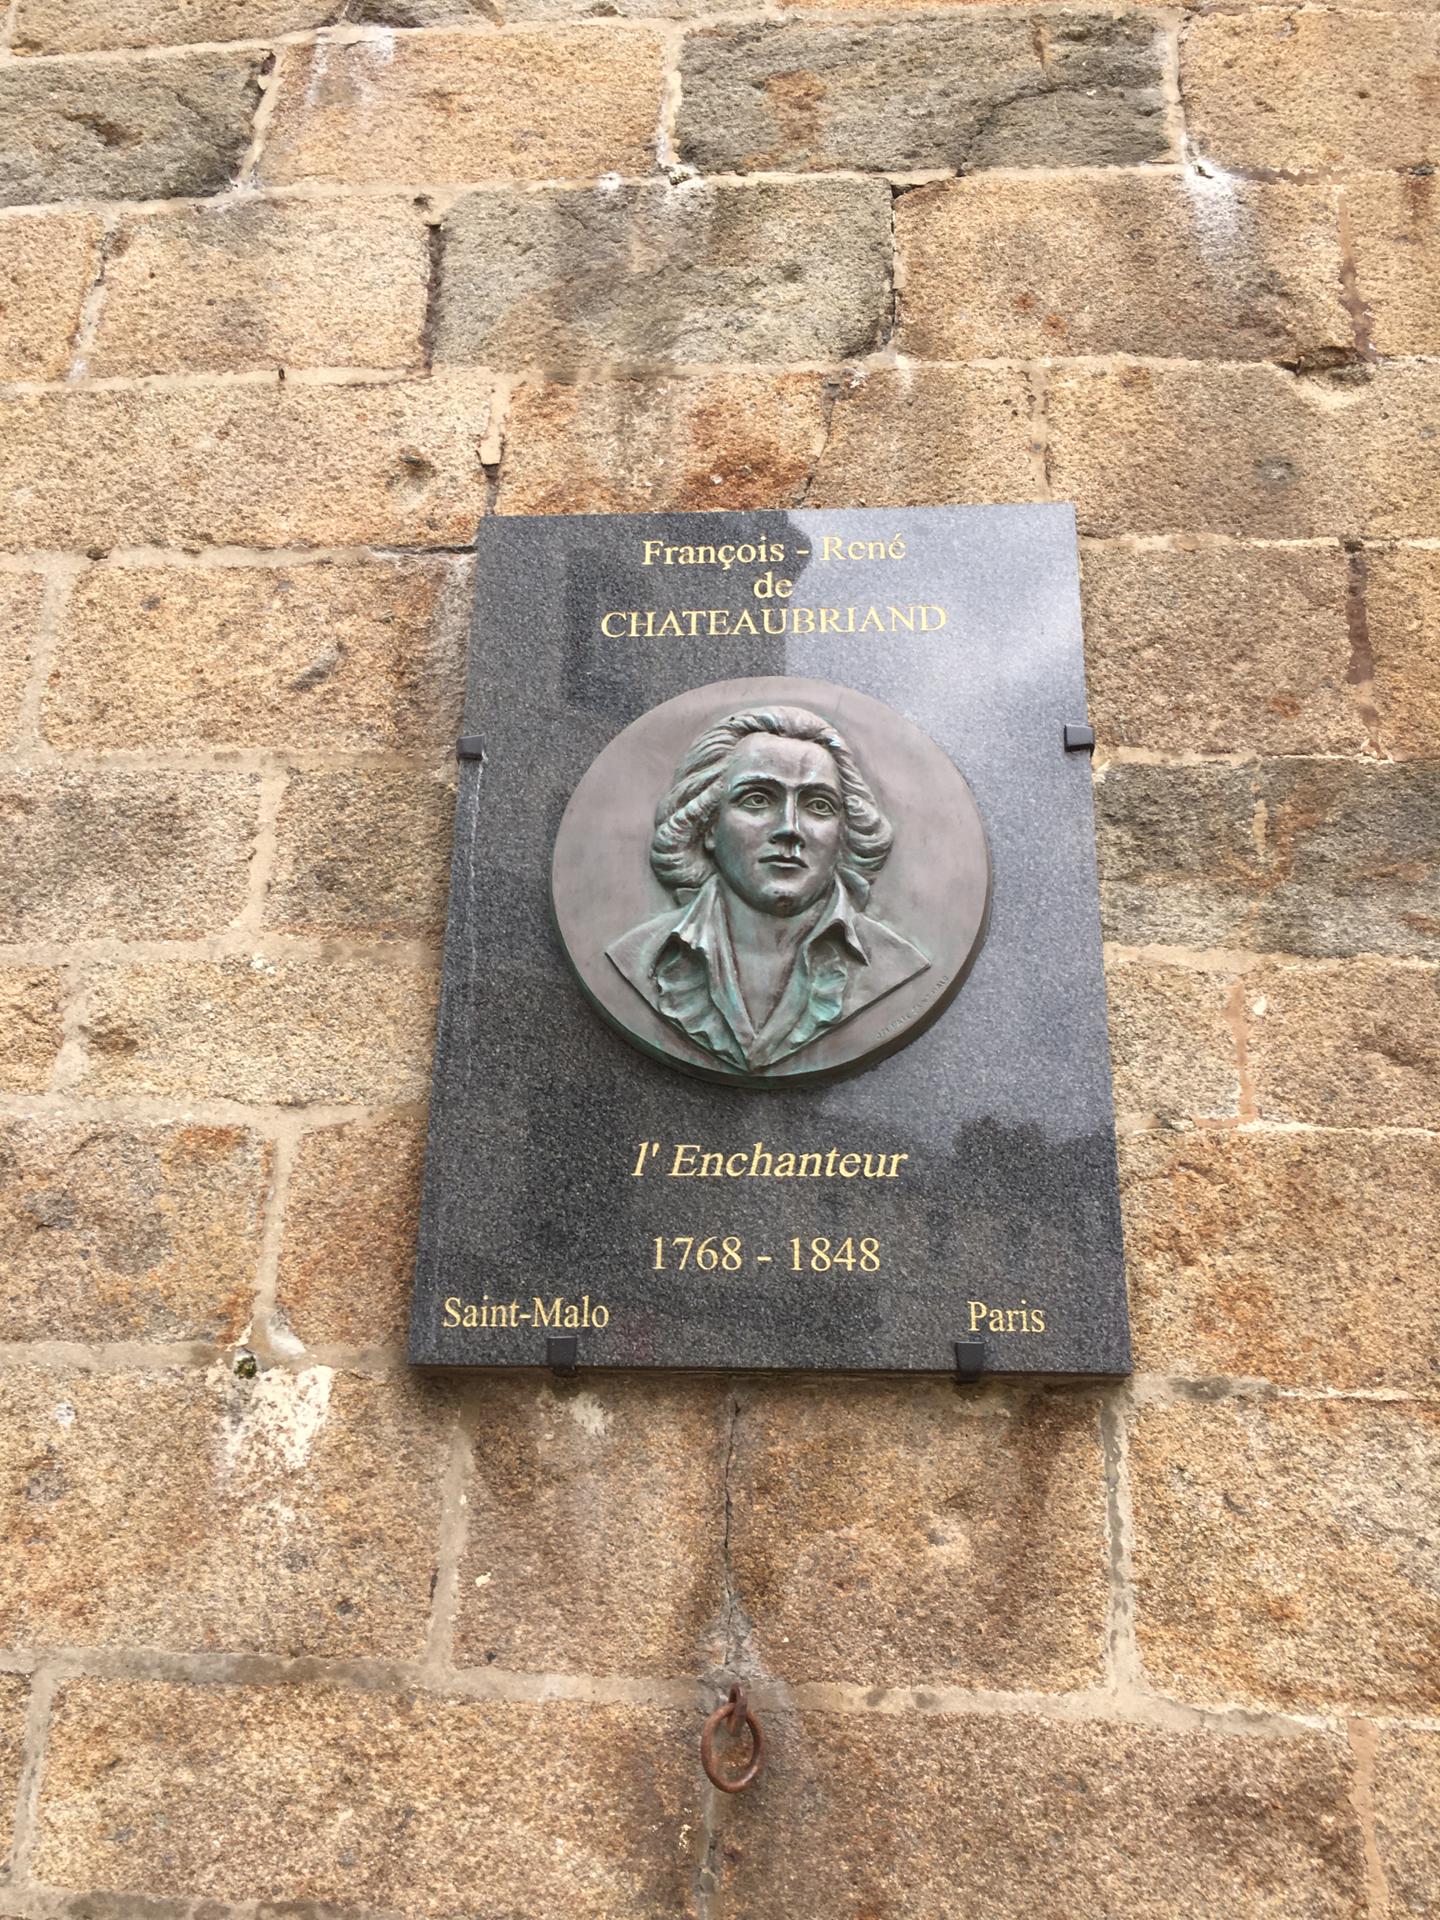 François - René
de
CHATEAUBRIAND
l' Enchanteur
1768 - 1848
Saint-Malo Paris